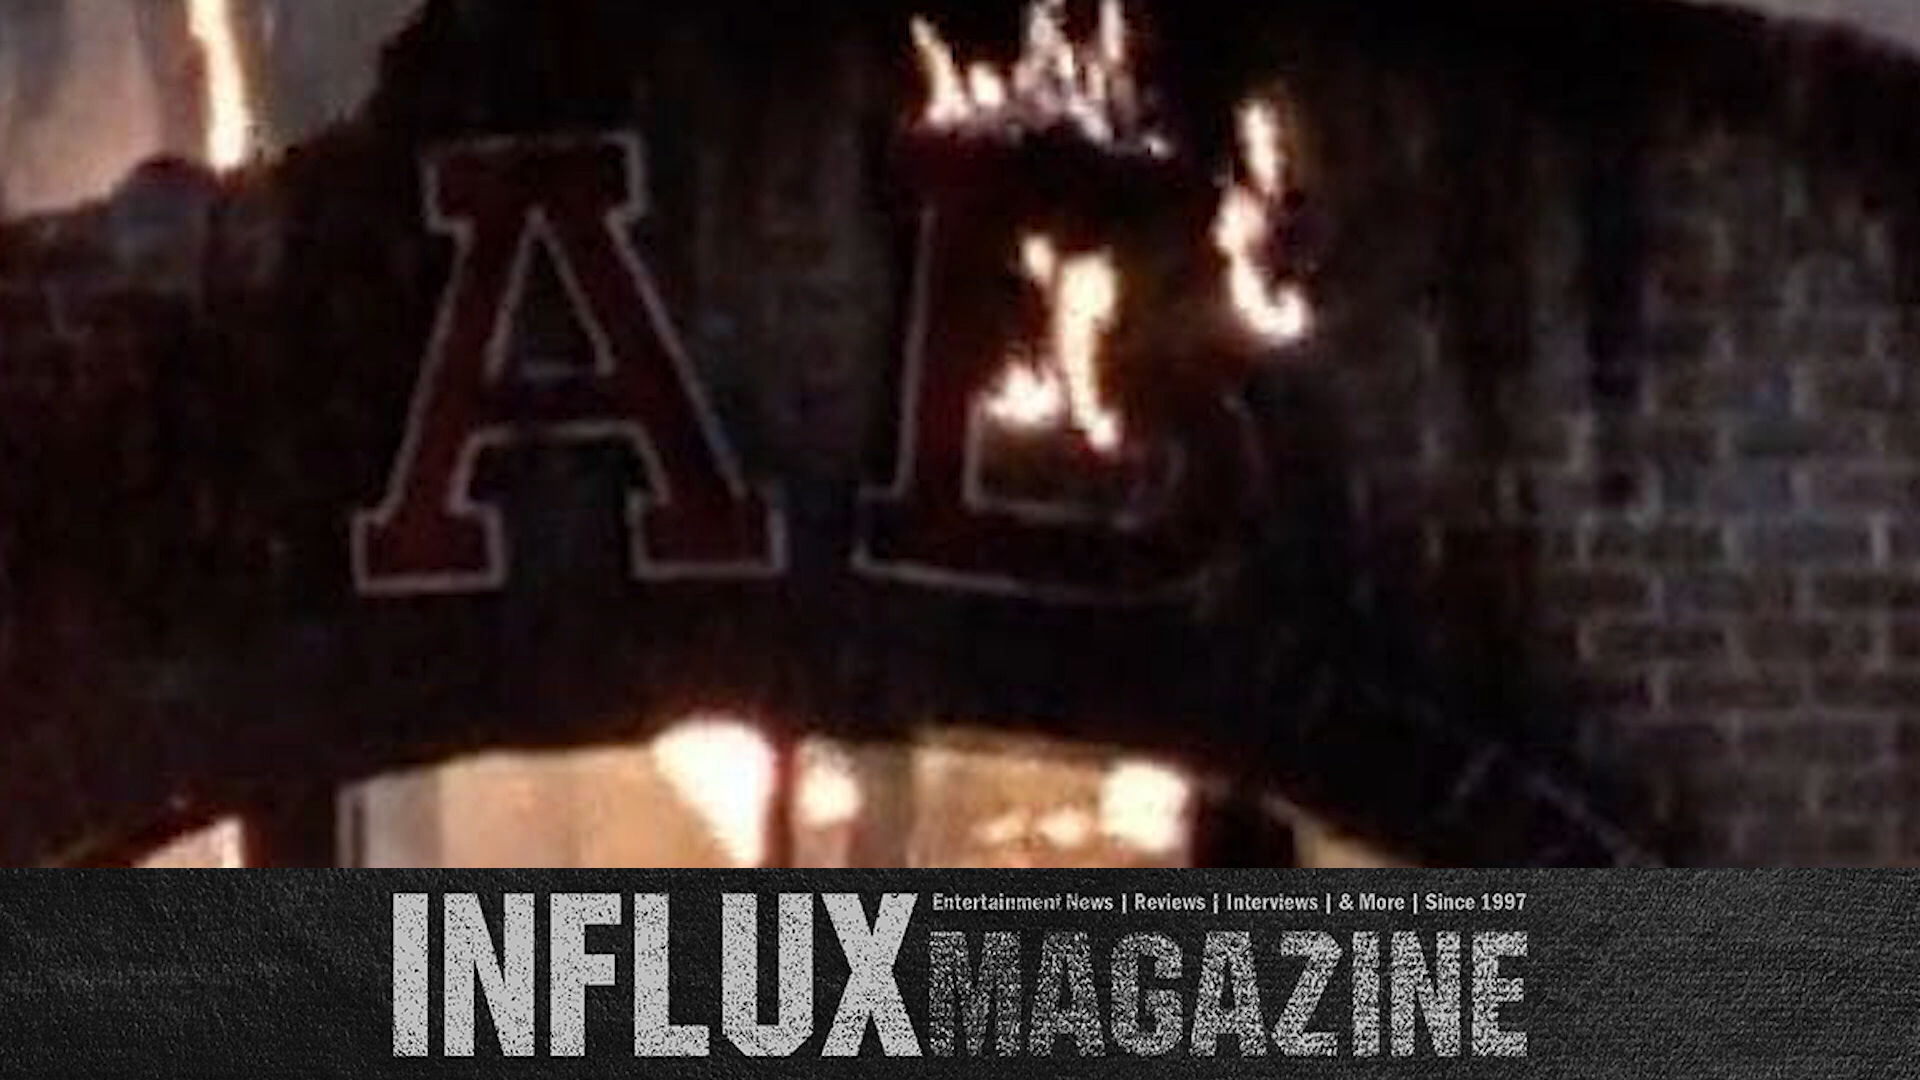 A E
Entertainment News | Reviews | Interviews | & More | Since 1997
INFLUX MAGAZINE